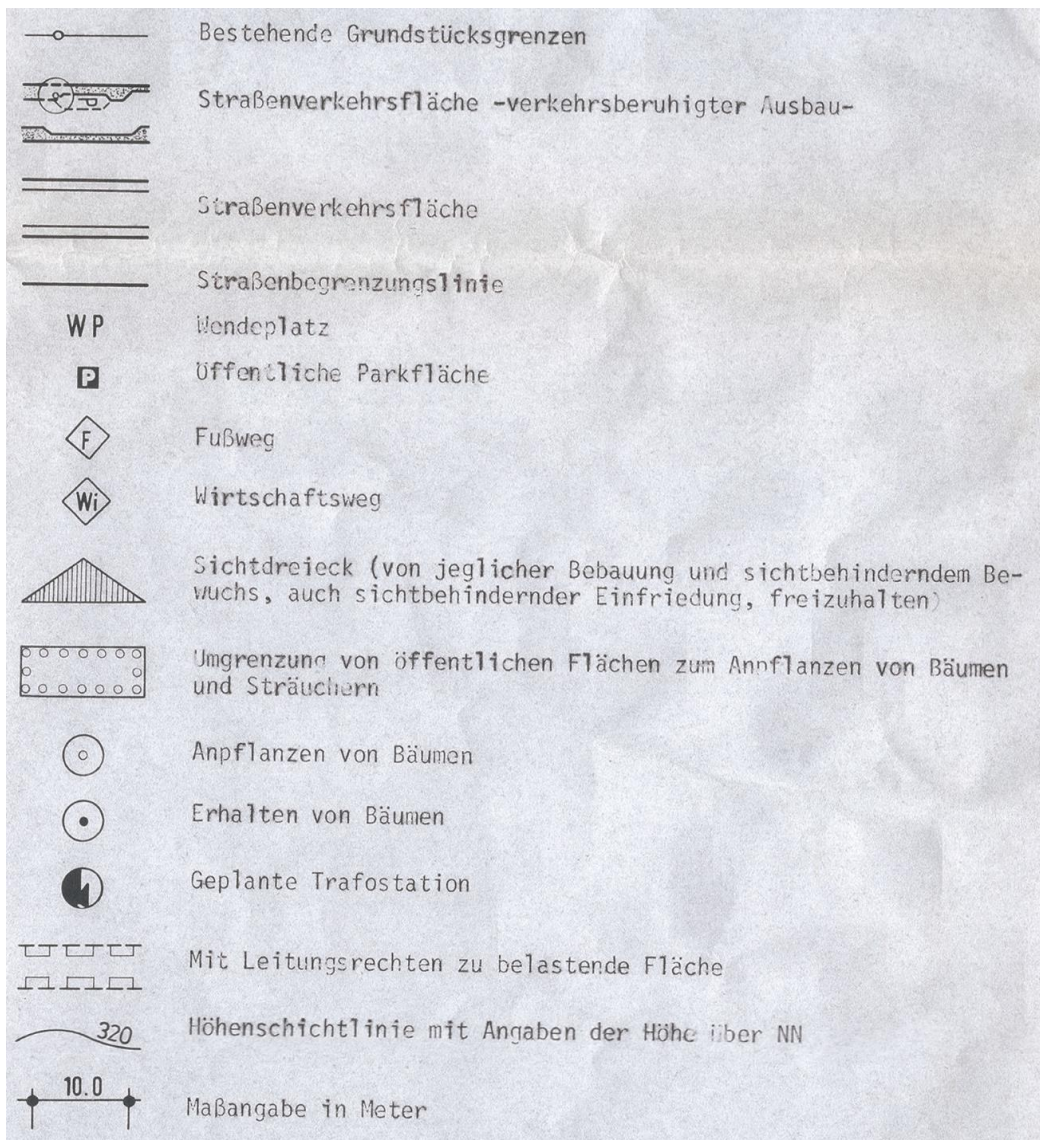 Bestehende Grundstücksgrenzen
Straßenverkehrsfläche -verkehrsberuhigter Ausbau-
Straßenverkehrsfläche
Straßenbegrenzungslinie
WP Wendeplatz
P Öffentliche Parkfläche
F Fußweg
Wi Wirtschaftsweg
Sichtdreieck (von jeglicher Bebauung und sichtbehinderndem Be-
wuchs, auch sichtbehindernder Einfriedung, freizuhalten)
Umgrenzung von öffentlichen Flächen zum Anpflanzen von Bäumen
und Sträuchern
Anpflanzen von Bäumen
Erhalten von Bäumen
Geplante Trafostation
Mit Leitungsrechten zu belastende Fläche
320 Höhenschichtlinie mit Angaben der Höhe über NN
10.0
Maßangabe in Meter